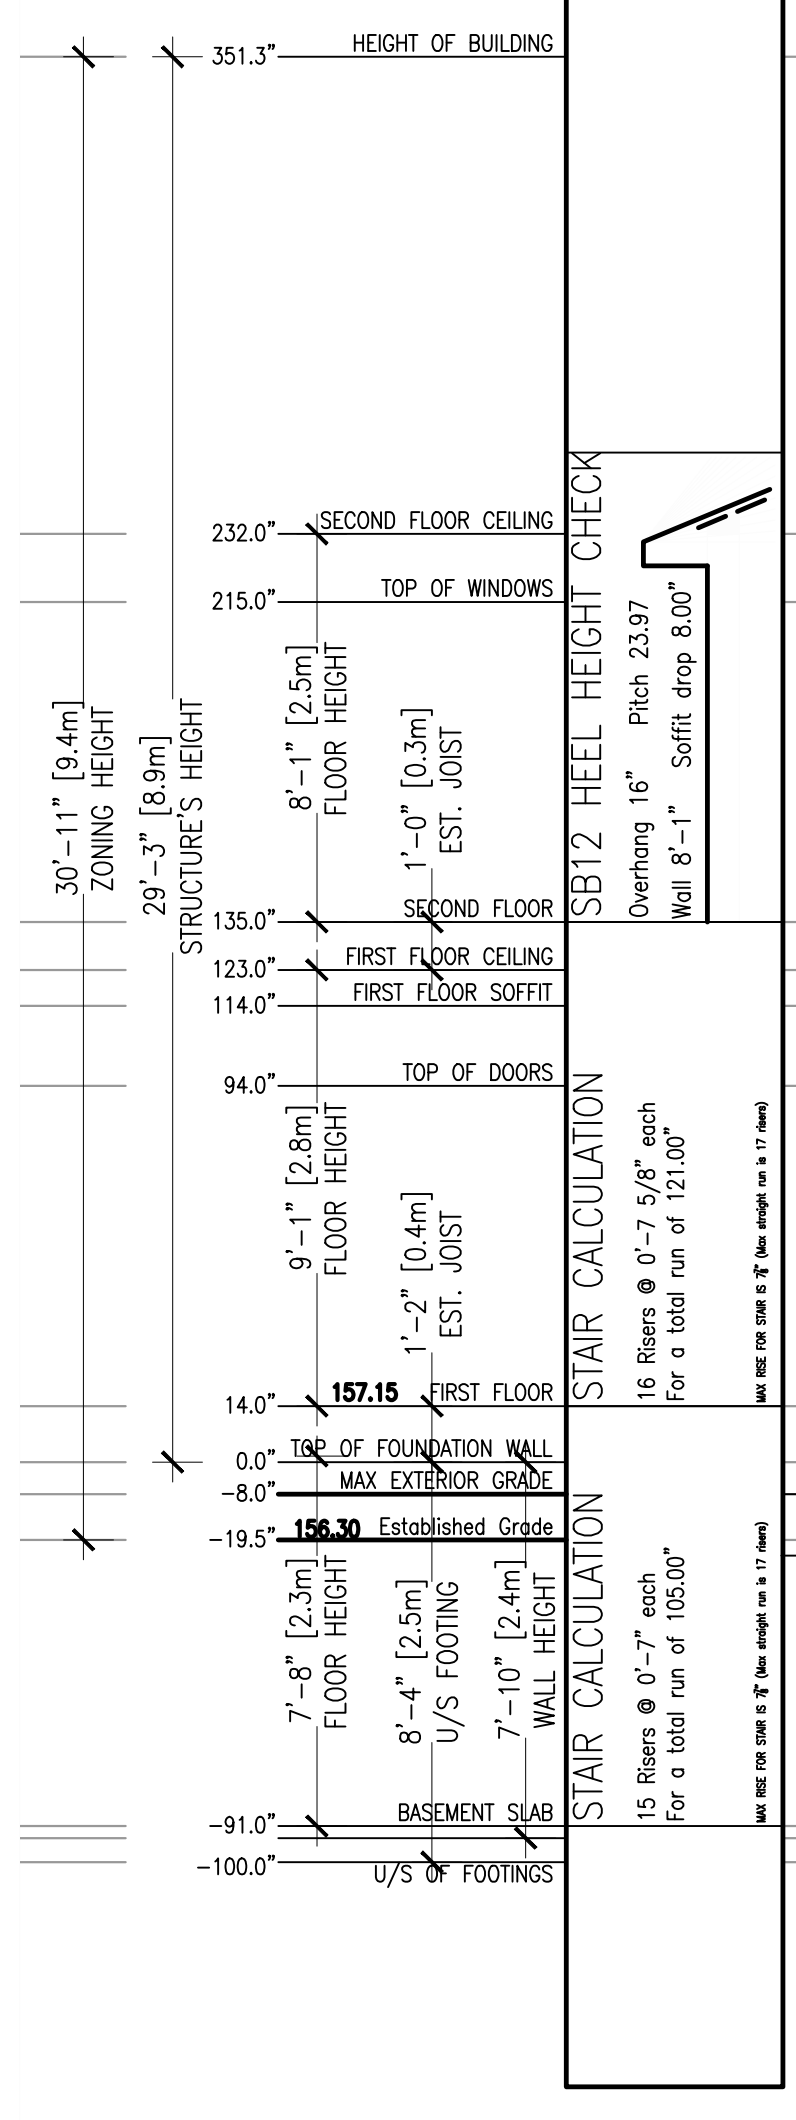 HEIGHT OF BUILDING
351.3"
SECOND FLOOR CEILING
232.0"
TOP OF WINDOWS
215.0"
30'-11" [9.4m]
ZONING HEIGHT
29'-3" [8.9m]
STRUCTURE'S HEIGHT
8'-1" [2.5m]
FLOOR HEIGHT
1'-0" [0.3m]
EST. JOIST
SB12 HEEL HEIGHT CHECK
Overhang 16" Pitch 23.97
Wall 8'-1" Soffit drop 8.00"
SECOND FLOOR
135.0"
FIRST FLOOR CEILING
123.0"
FIRST FLOOR SOFFIT
114.0"
TOP OF DOORS
94.0"
9'-1" [2.8m]
FLOOR HEIGHT
1'-2" [0.4m]
EST. JOIST
STAIR CALCULATION
16 Risers @ 0'-7 5/8" each
For a total run of 121.00"
MAX RISE FOR STAIR IS 7⅞" (Max straight run is 17 risers)
157.15 FIRST FLOOR
14.0"
TOP OF FOUNDATION WALL
0.0"
MAX EXTERIOR GRADE
-8.0"
156.30 Established Grade
-19.5"
7'-8" [2.3m]
FLOOR HEIGHT
8'-4" [2.5m]
U/S FOOTING
7'-10" [2.4m]
WALL HEIGHT
STAIR CALCULATION
15 Risers @ 0'-7" each
For a total run of 105.00"
MAX RISE FOR STAIR IS 7⅞" (Max straight run is 17 risers)
BASEMENT SLAB
-91.0"
-100.0"
U/S OF FOOTINGS